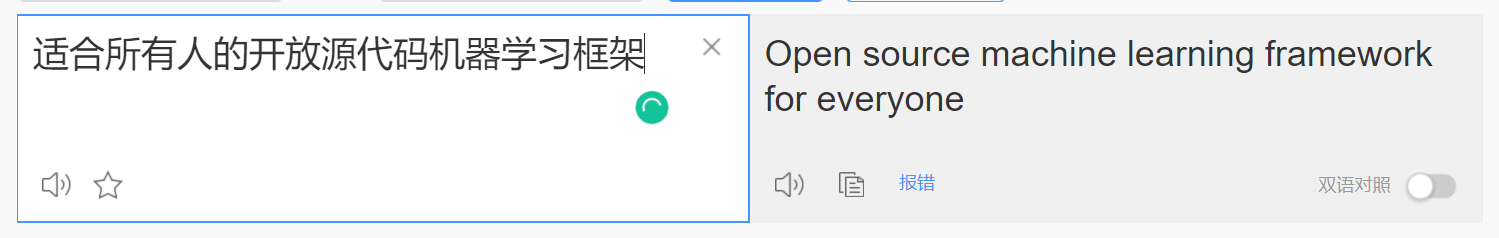 适合所有人的开放源代码机器学习框架
Open source machine learning framework
for everyone
报错
双语对照